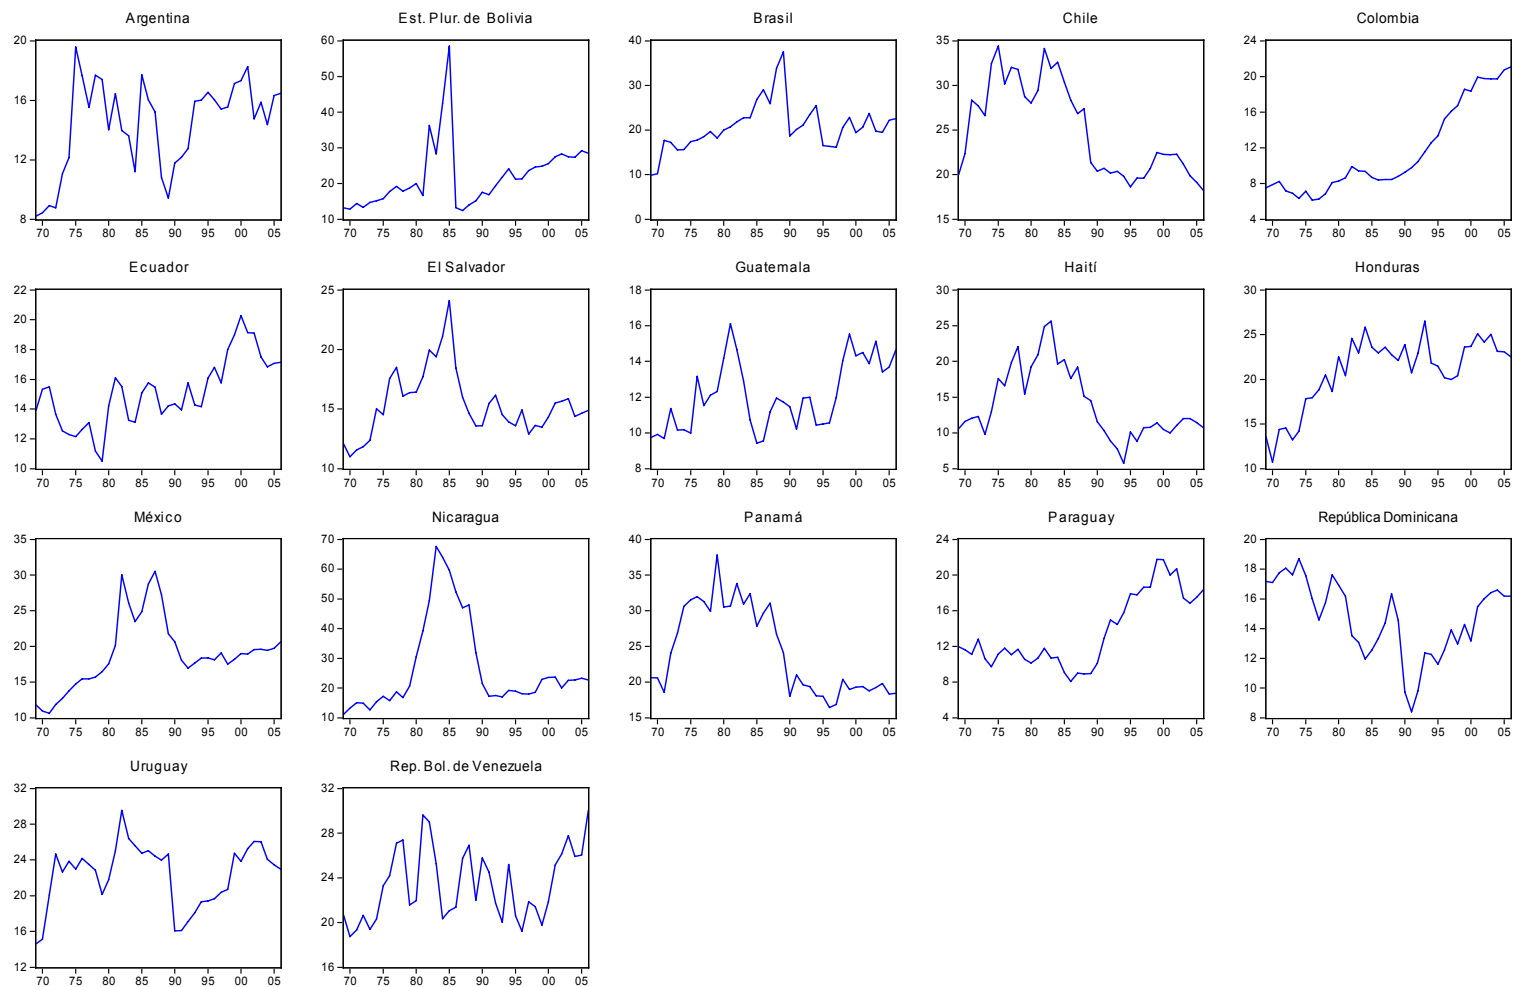 Argentina
20
16
12
8
70 75 80 85 90 95 00 05
Est. Plur. de Bolivia
60
50
40
30
20
10
70 75 80 85 90 95 00 05
Brasil
40
30
20
10
0
70 75 80 85 90 95 00 05
Chile
35
30
25
20
15
70 75 80 85 90 95 00 05
Colombia
24
20
16
12
8
4
70 75 80 85 90 95 00 05
Ecuador
22
20
18
16
14
12
10
70 75 80 85 90 95 00 05
El Salvador
25
20
15
10
70 75 80 85 90 95 00 05
Guatemala
18
16
14
12
10
8
70 75 80 85 90 95 00 05
Haití
30
25
20
15
10
5
70 75 80 85 90 95 00 05
Honduras
30
25
20
15
10
70 75 80 85 90 95 00 05
México
35
30
25
20
15
10
70 75 80 85 90 95 00 05
Nicaragua
70
60
50
40
30
20
10
70 75 80 85 90 95 00 05
Panamá
40
35
30
25
20
15
70 75 80 85 90 95 00 05
Paraguay
24
20
16
12
8
4
70 75 80 85 90 95 00 05
República Dominicana
20
18
16
14
12
10
8
70 75 80 85 90 95 00 05
Uruguay
32
28
24
20
16
12
70 75 80 85 90 95 00 05
Rep. Bol. de Venezuela
32
28
24
20
16
70 75 80 85 90 95 00 05